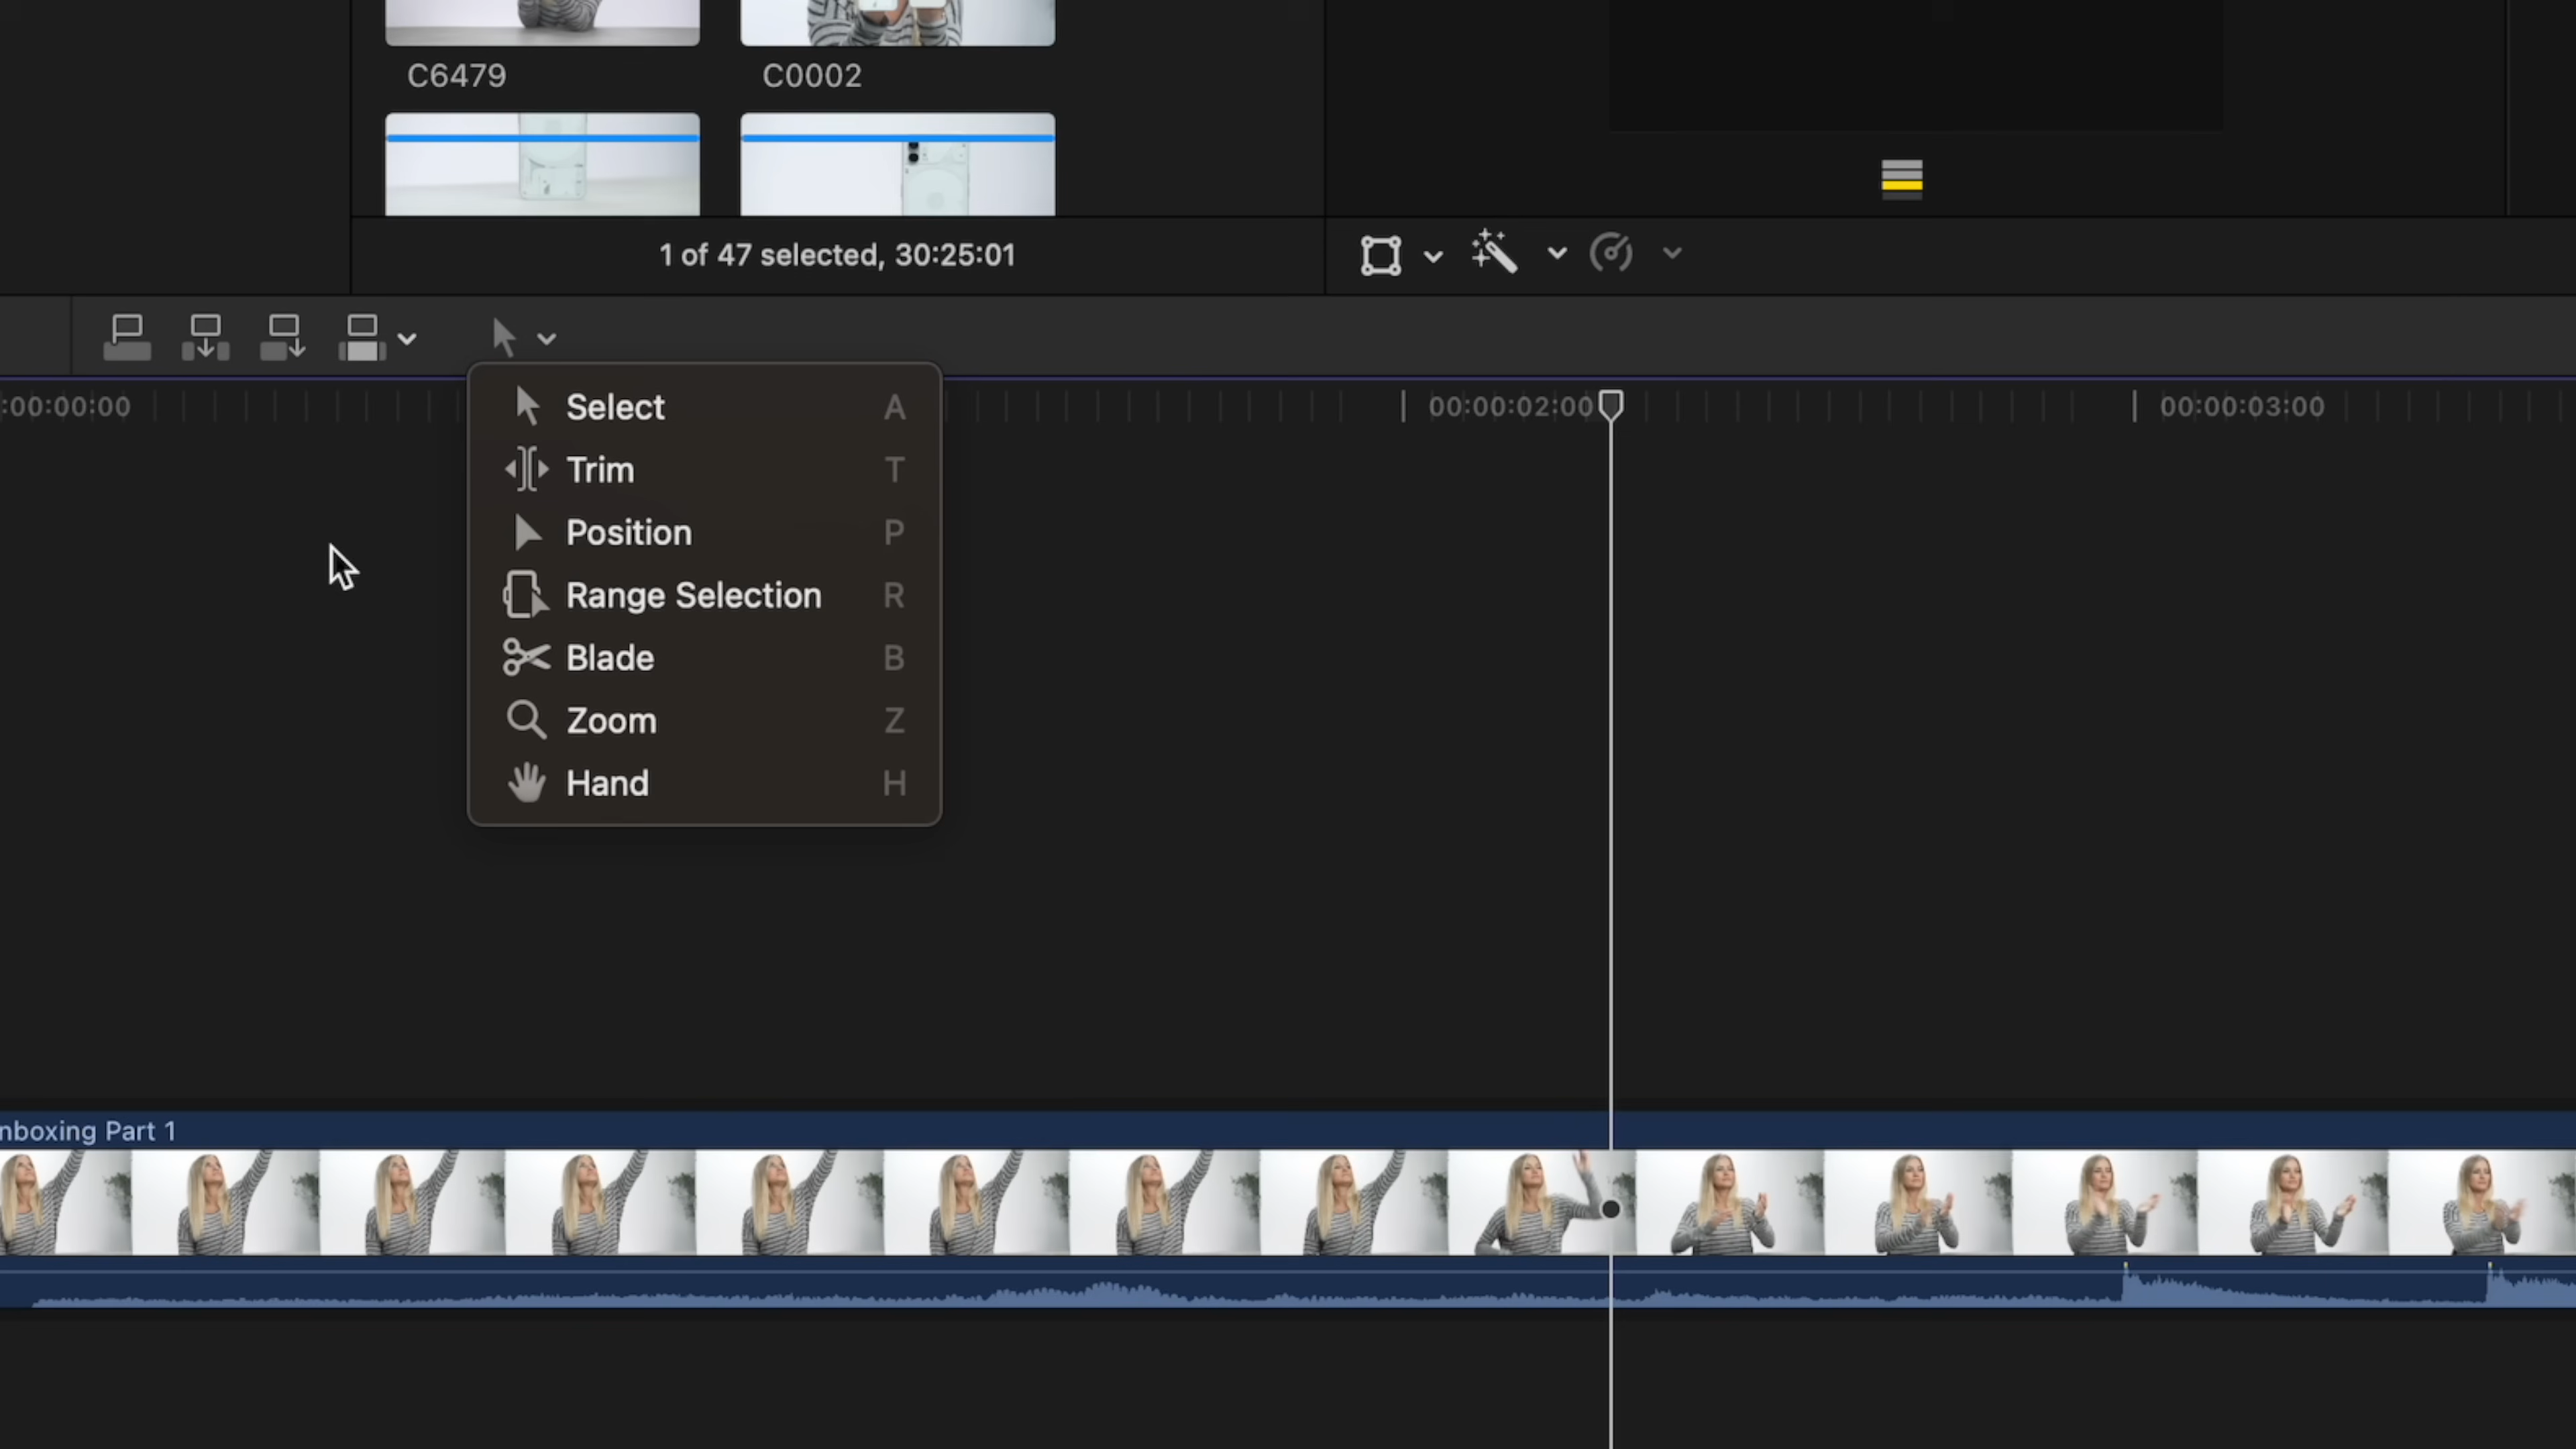 C6479
C0002
1 of 47 selected, 30:25:01
:00:00:00
00:00:02:00
00:00:03:00
Select A
Trim T
Position P
Range Selection R
Blade B
Zoom Z
Hand H
nboxing Part 1